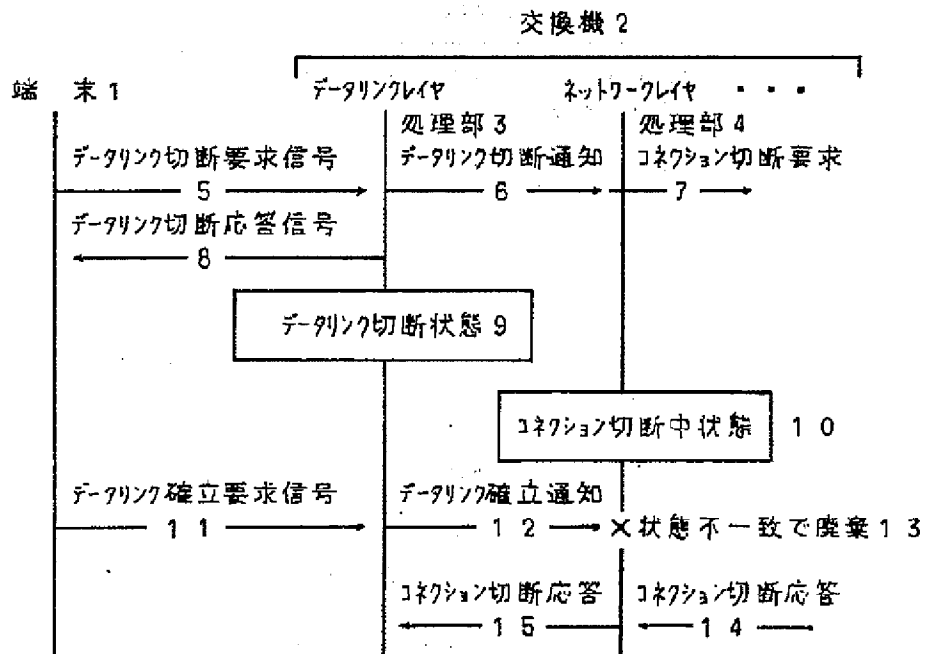 交換機2
端 末1 データリンクレイヤ ネットワークレイヤ ・・・
処理部3 処理部4
データリンク切断要求信号 データリンク切断通知 コネクション切断要求
5 6 7
データリンク切断応答信号
8
データリンク切断状態9
コネクション切断中状態 10
データリンク確立要求信号 データリンク確立通知
11 12 ×状態不一致で廃棄13
コネクション切断応答 コネクション切断応答
15 14